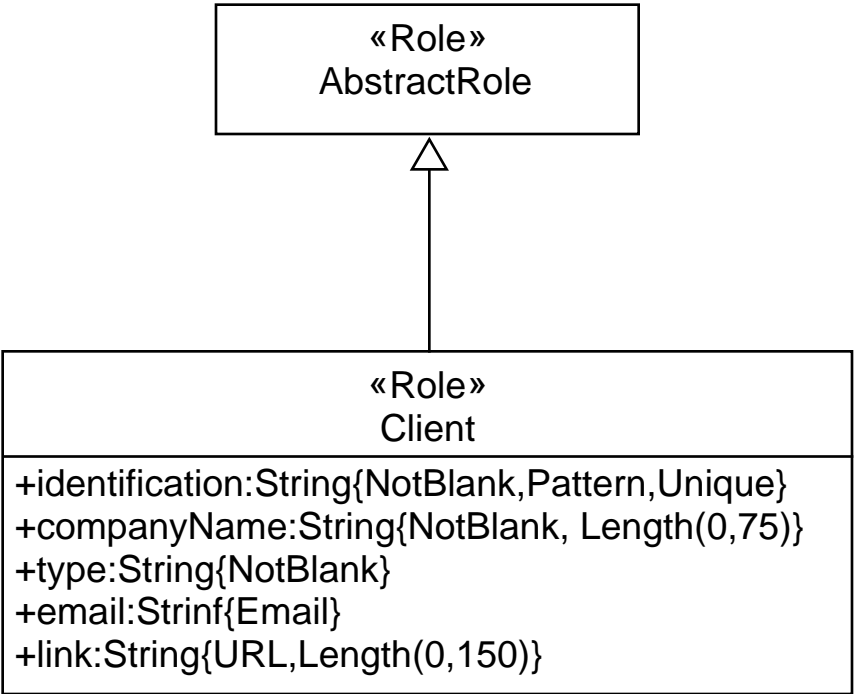 «Role»
AbstractRole
«Role»
Client
+identification:String{NotBlank,Pattern,Unique}
+companyName:String{NotBlank, Length(0,75)}
+type:String{NotBlank}
+email:Strinf{Email}
+link:String{URL,Length(0,150)}